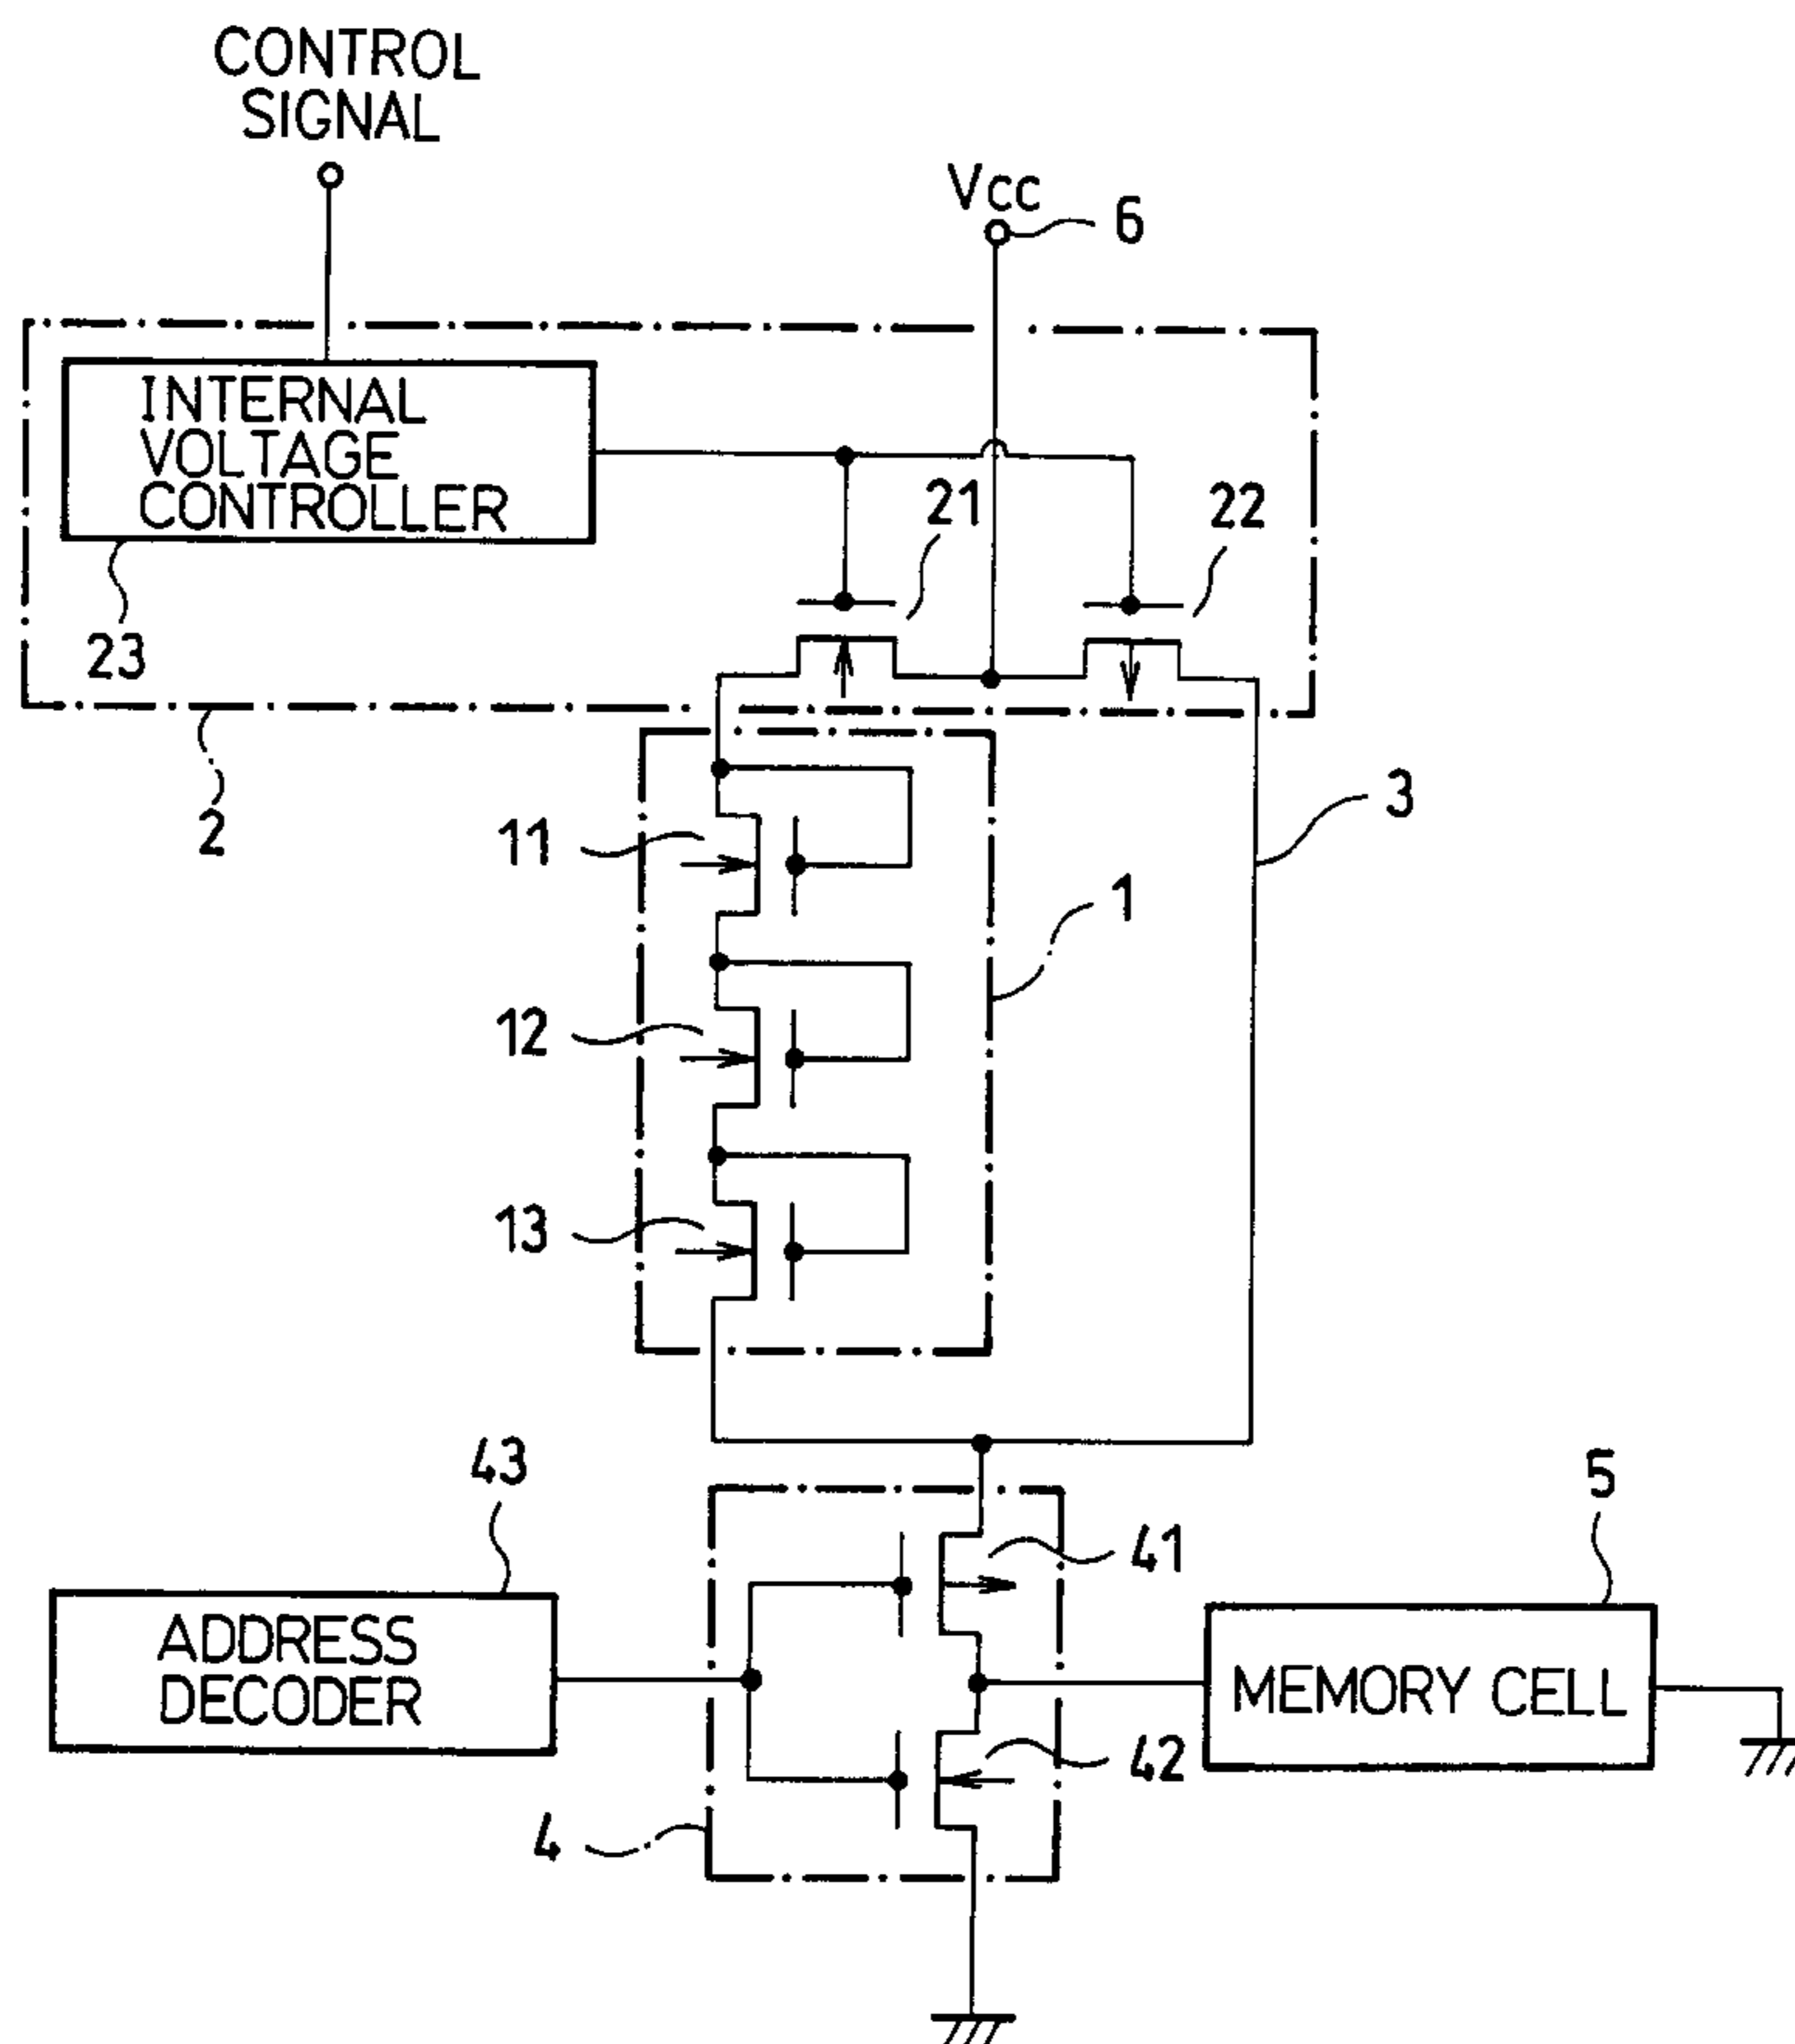 CONTROL
SIGNAL
Vcc
6
INTERNAL
VOLTAGE
CONTROLLER
21
22
23
2
3
11
1
12
13
43
5
41
ADDRESS
DECODER
MEMORY CELL
42
4